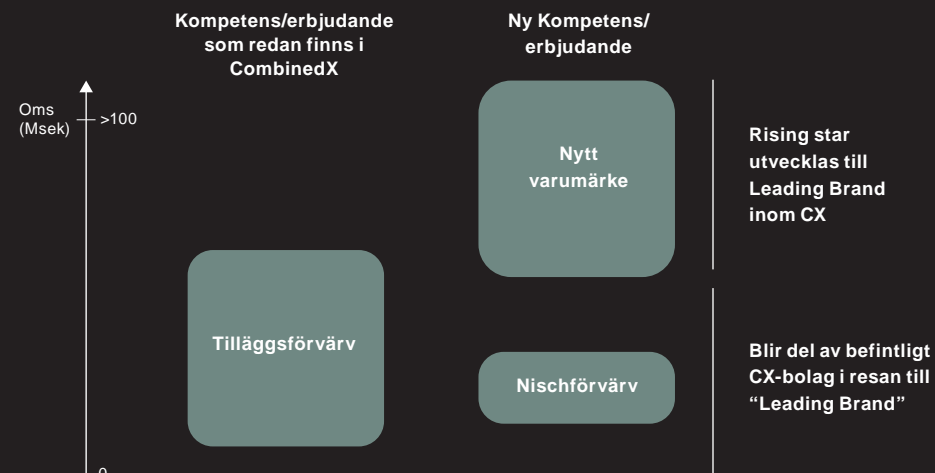 Kompetens/erbjudande
som redan finns i
CombinedX
Ny Kompetens/
erbjudande
Oms
(Msek)
>100
Nytt
varumärke
Rising star
utvecklas till
Leading Brand
inom CX
Tilläggsförvärv
Nischförvärv
Blir del av befintligt
CX-bolag i resan till
“Leading Brand”
0